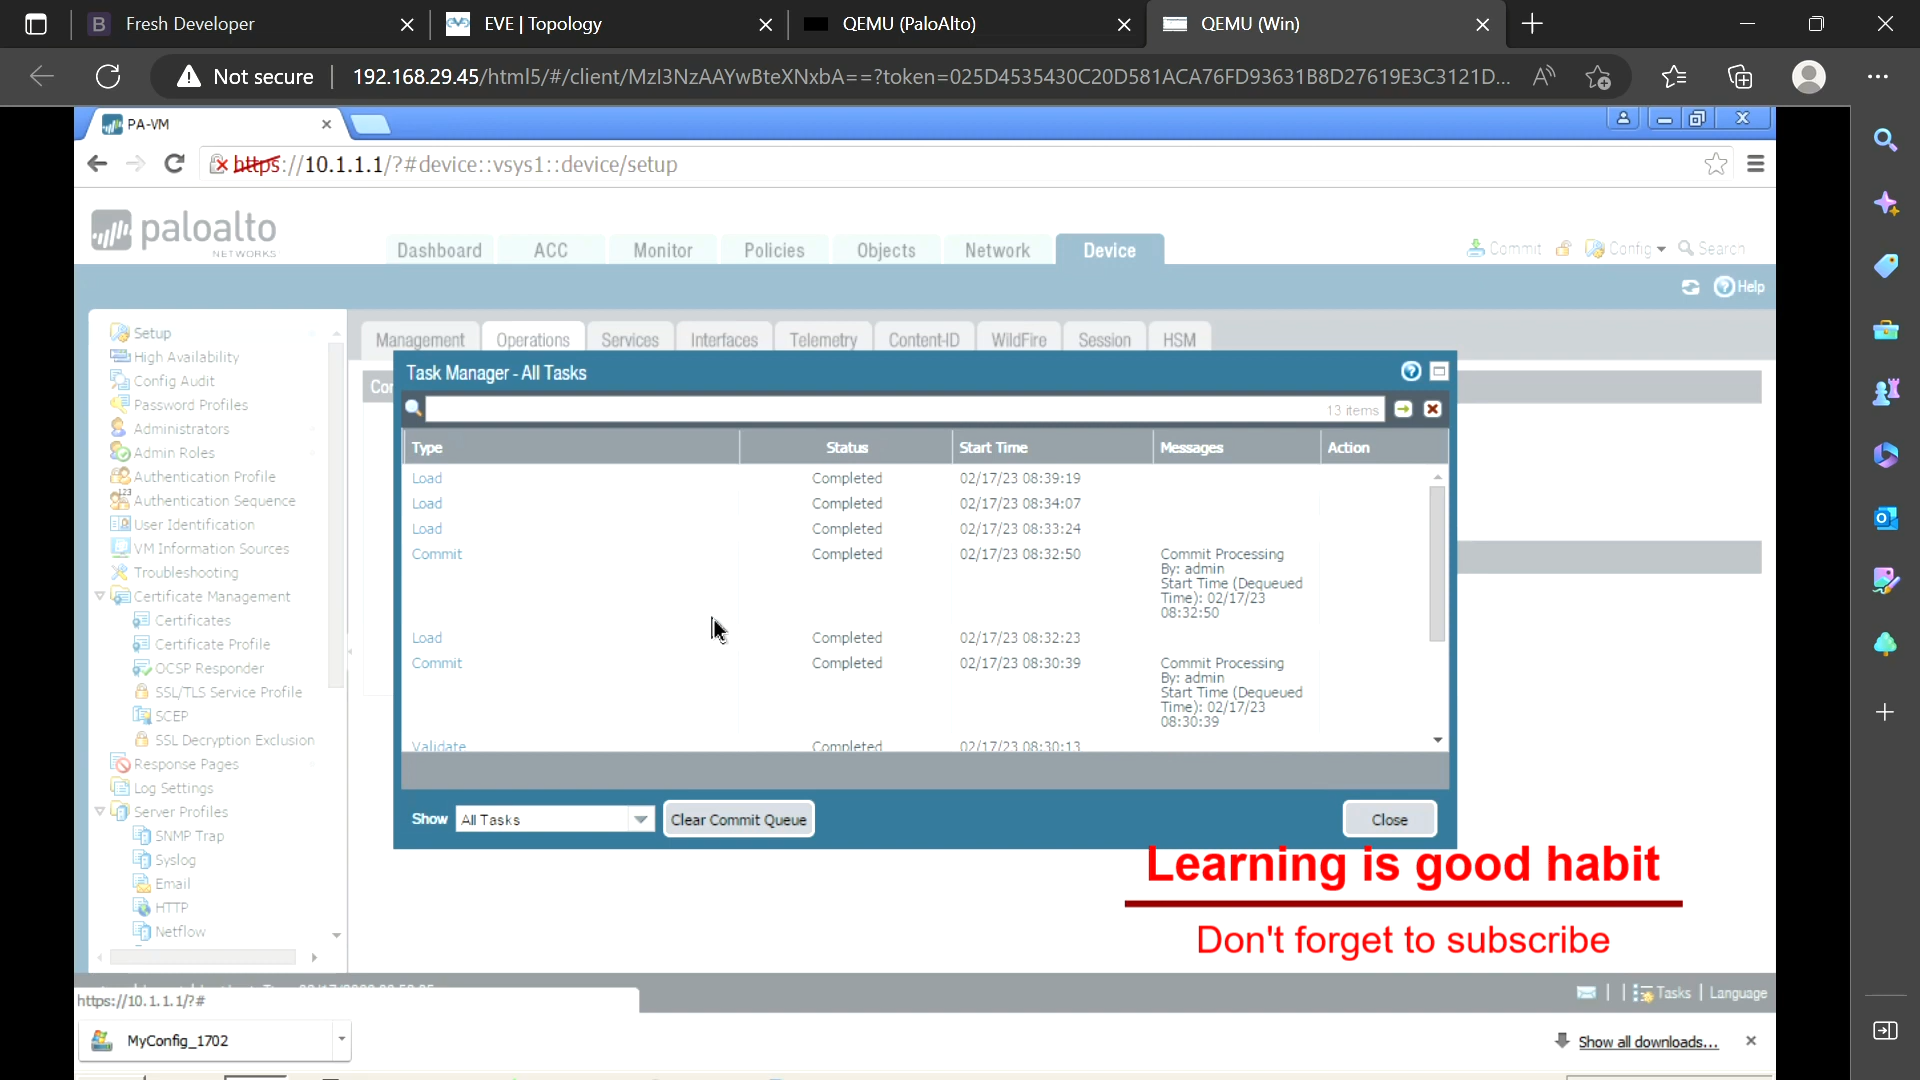 Fresh Developer
EVE | Topology
QEMU (PaloAlto)
QEMU (Win)
Not secure
192.168.29.45/html5/#/client/MzI3NzAAYwBteXNxbA==?token=025D4535430C20D581ACA76FD93631B8D27619E3C3121D...
PA-VM
https://10.1.1.1/?#device::vsys1::device/setup
paloalto
NETWORKS
Dashboard
ACC
Monitor
Policies
Objects
Network
Device
Commit
Config
Search
Help
Setup
High Availability
Config Audit
Password Profiles
Administrators
Admin Roles
Authentication Profile
Authentication Sequence
User Identification
VM Information Sources
Troubleshooting
Certificate Management
Certificates
Certificate Profile
OCSP Responder
SSL/TLS Service Profile
SCEP
SSL Decryption Exclusion
Response Pages
Log Settings
Server Profiles
SNMP Trap
Syslog
Email
HTTP
Netflow
Management
Operations
Services
Interfaces
Telemetry
Content-ID
WildFire
Session
HSM
Task Manager - All Tasks
13 items
Type Status Start Time Messages Action
Load Completed 02/17/23 08:39:19
Load Completed 02/17/23 08:34:07
Load Completed 02/17/23 08:33:24
Commit Completed 02/17/23 08:32:50 Commit Processing
By: admin
Start Time (Dequeued
Time): 02/17/23
08:32:50
Load Completed 02/17/23 08:32:23
Commit Completed 02/17/23 08:30:39 Commit Processing
By: admin
Start Time (Dequeued
Time): 02/17/23
08:30:39
Validate Completed 02/17/23 08:30:13
Show All Tasks Clear Commit Queue Close
Learning is good habit
Don't forget to subscribe
Tasks
Language
https://10.1.1.1/?#
MyConfig_1702
Show all downloads...